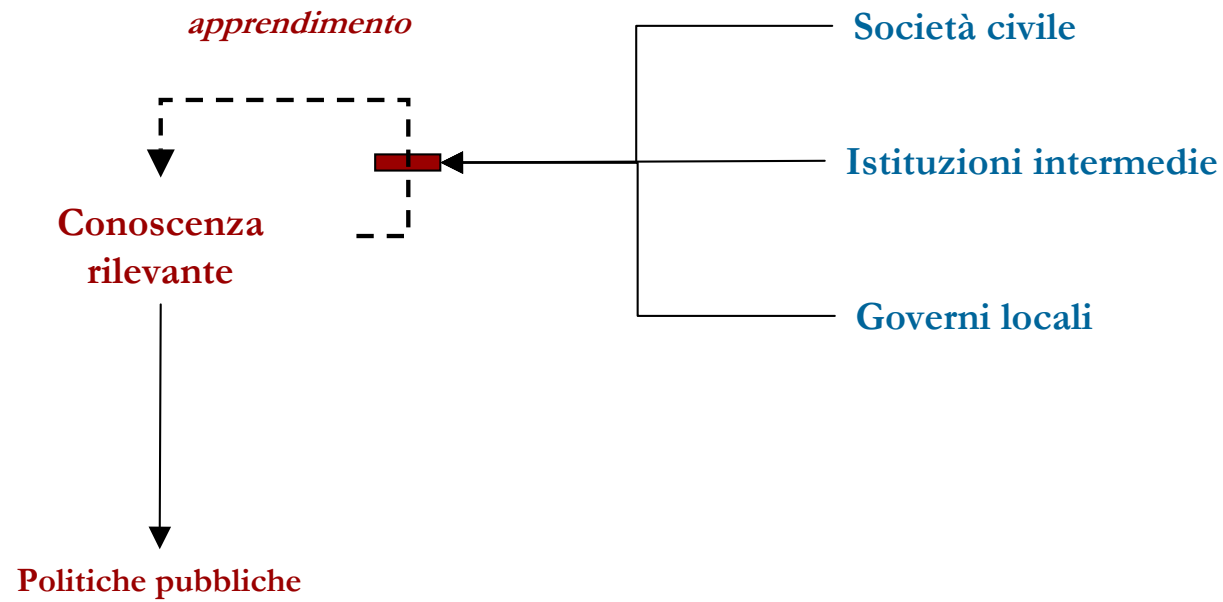 apprendimento
Società civile
Istituzioni intermedie
Conoscenza
rilevante
Governi locali
Politiche pubbliche